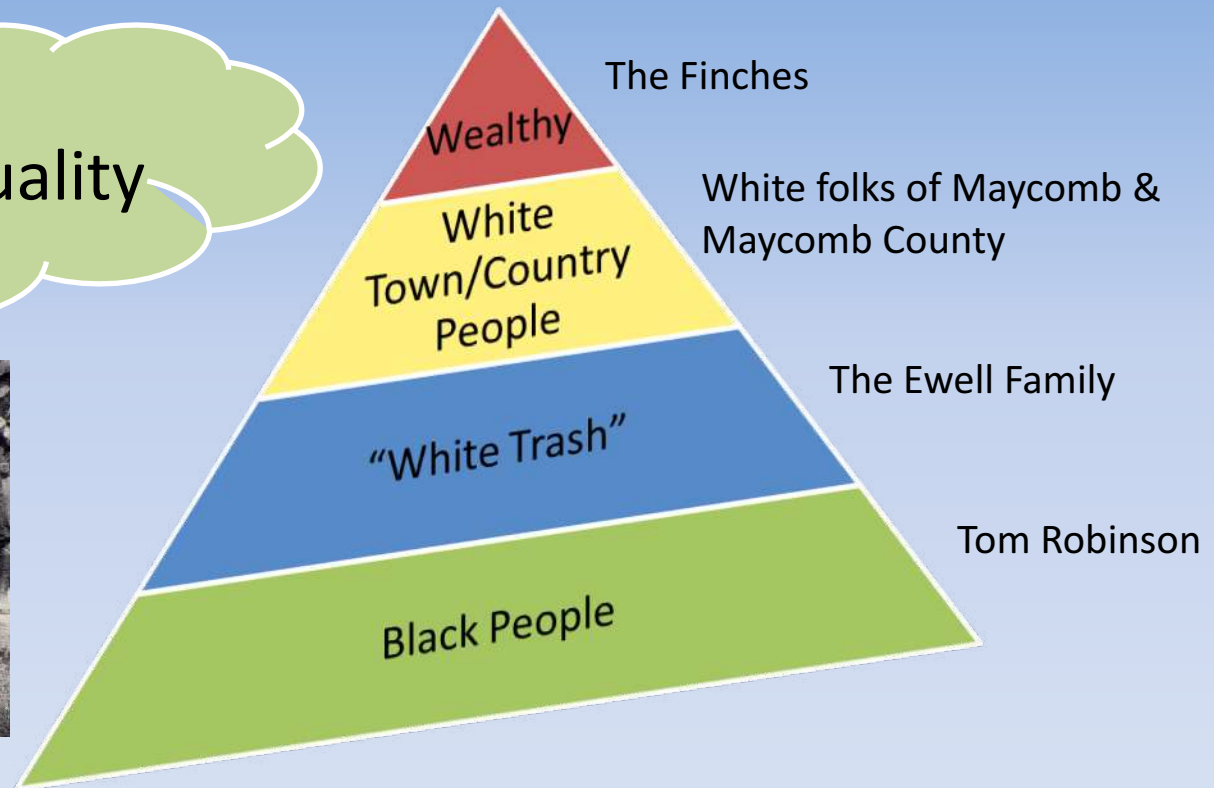 The Finches
Wealthy
White folks of Maycomb &
Maycomb County
White
Town/Country
People
The Ewell Family
“White Trash”
Tom Robinson
Black People